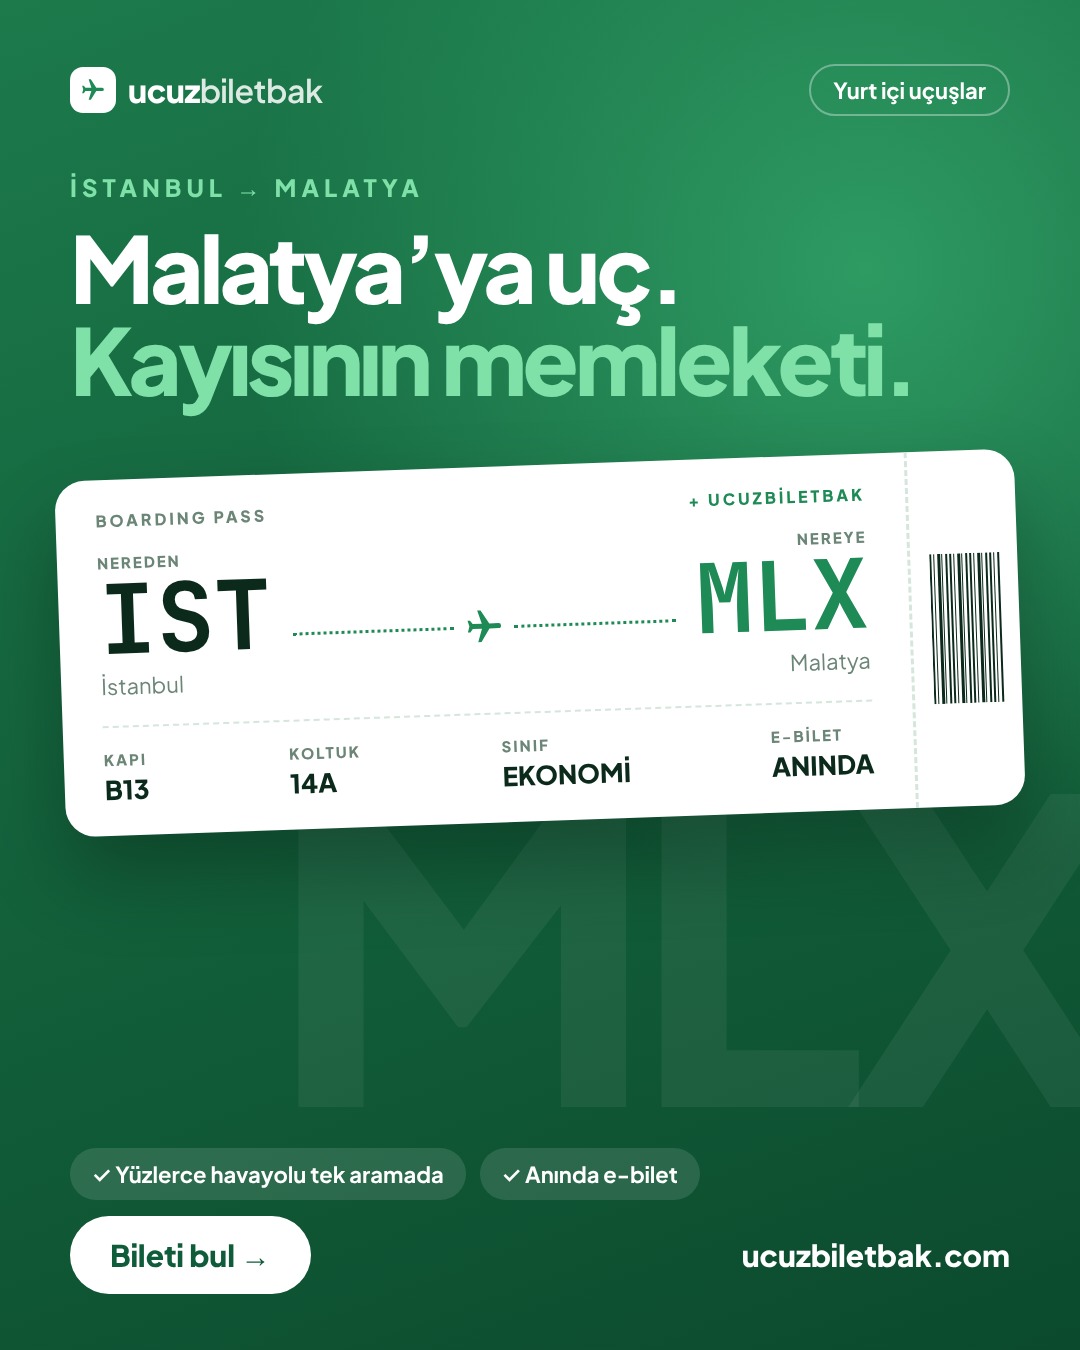 ucuzbiletbak
Yurt içi uçuşlar
İSTANBUL → MALATYA
Malatya’ya uç.
Kayısının memleketi.
BOARDING PASS
+ UCUZBİLETBAK
NEREDEN
NEREYE
IST
MLX
İstanbul
Malatya
KAPI
KOLTUK
SINIF
E-BİLET
B13
14A
EKONOMİ
ANINDA
MLX
✓ Yüzlerce havayolu tek aramada
✓ Anında e-bilet
Bileti bul →
ucuzbiletbak.com